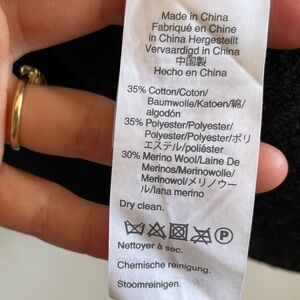 Made in China
Fabriqué en Chine
in China Hergestellt
Vervaardigd in China
中国製
Hecho en China
35% Cotton/Coton/
Baumwolle/Katoen/綿/
algodón
35% Polyester/Polyester/
Polyester/Polyester/ポリ
エステル/poliéster
30% Merino Wool/Laine De
Merinos/Merinowolle/
Merinowol/メリノウー
ル/lana merino
Dry clean.
P
Nettoyer à sec.
Chemische reinigung.
Stoomreinigen.